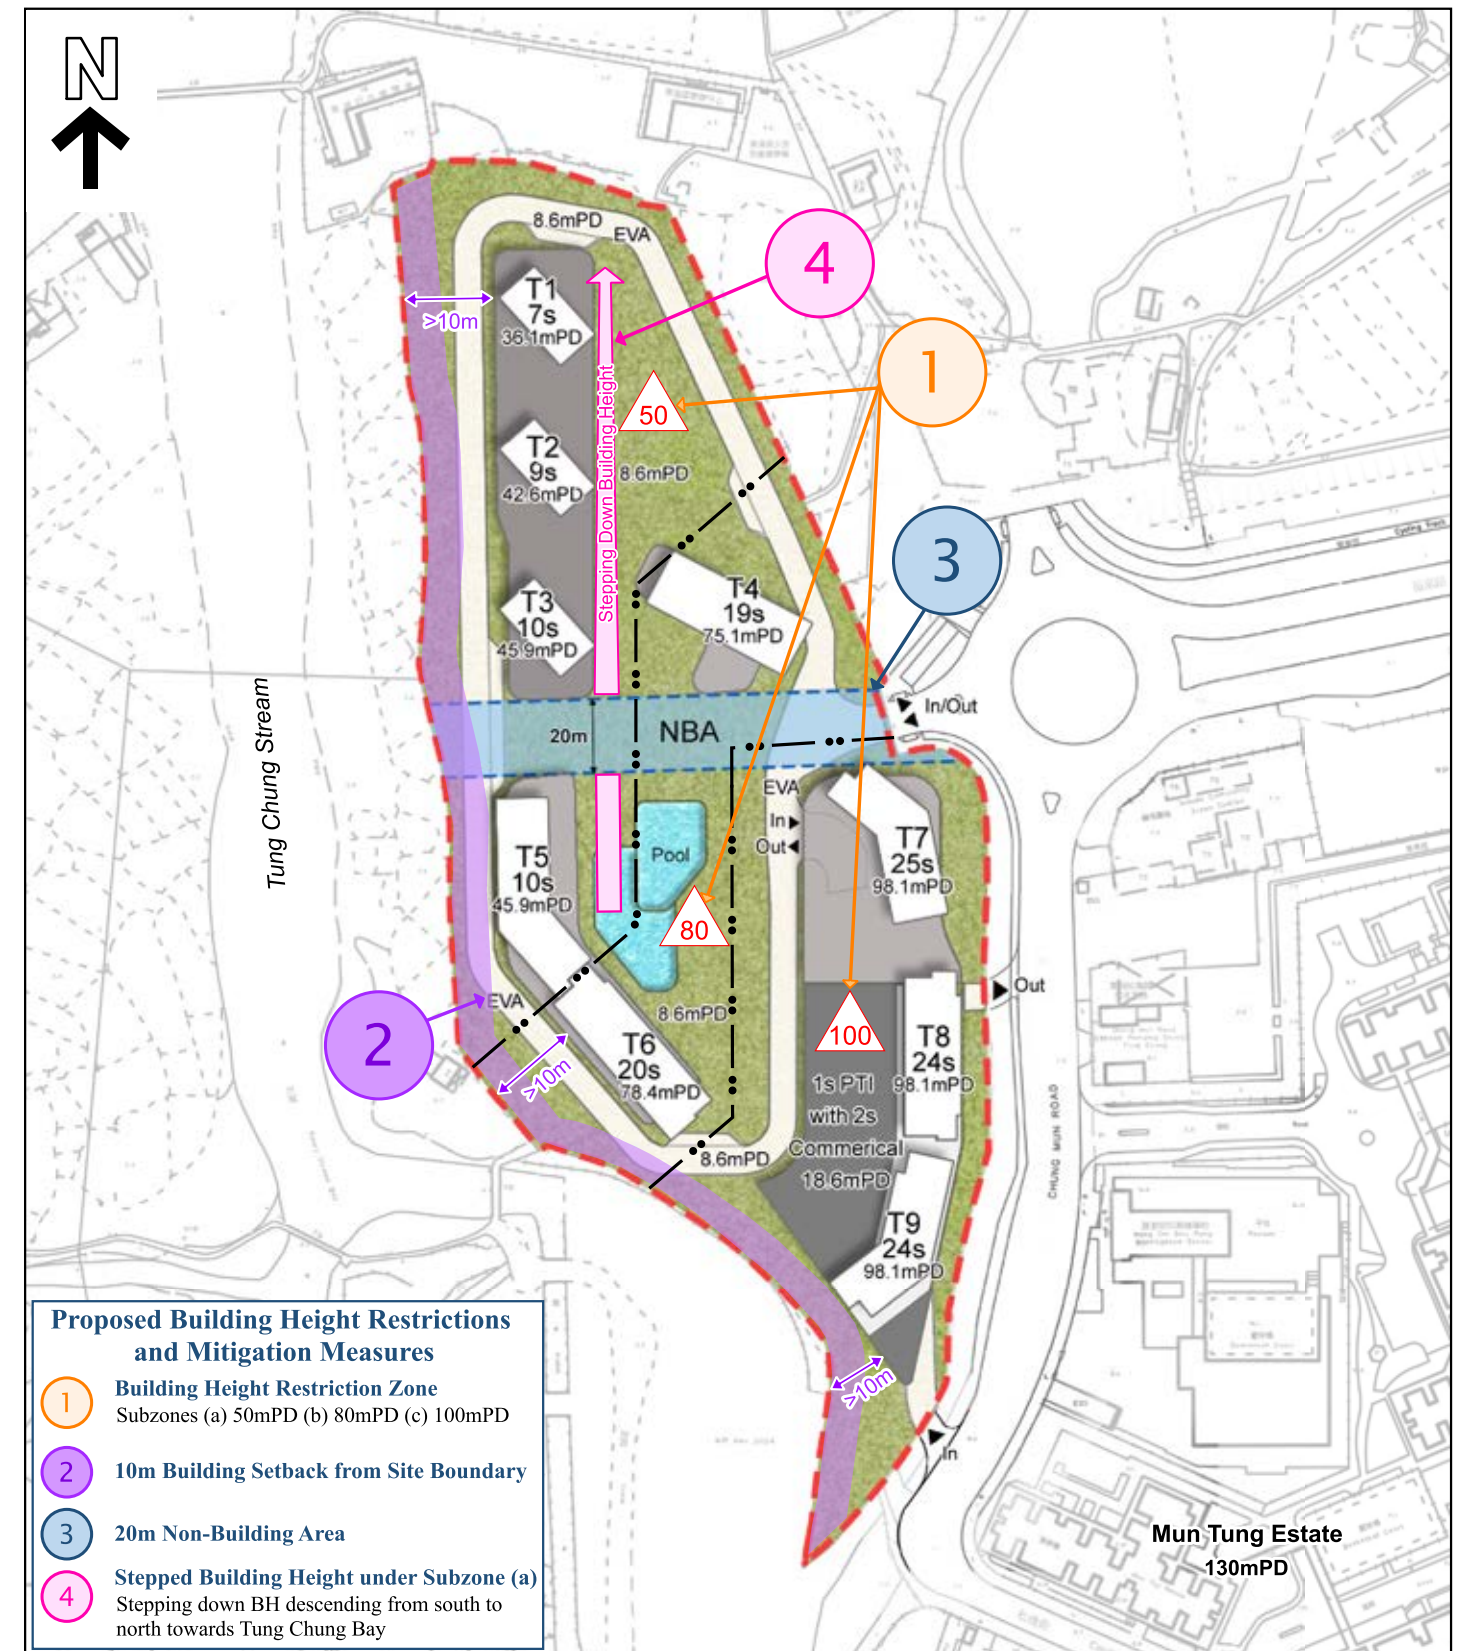 N
8.6mPD
EVA
4
T1
7s
36.1mPD
>10m
1
50
Stepping Down Building Height
T2
9s
42.6mPD
8.6mPD
3
Cycling Track
T3
10s
45.9mPD
T4
19s
75.1mPD
In/Out
20m
NBA
Tung Chung Stream
EVA
In
Out
Pool
T5
10s
45.9mPD
T7
25s
98.1mPD
80
EVA
2
8.6mPD
Out
100
T6
20s
78.4mPD
>10m
T8
24s
98.1mPD
1s PTI
with 2s
Commerical
18.6mPD
8.6mPD
CHUNG MUN ROAD
T9
24s
98.1mPD
>10m
In
Mun Tung Estate
130mPD
Proposed Building Height Restrictions
and Mitigation Measures
1
Building Height Restriction Zone
Subzones (a) 50mPD (b) 80mPD (c) 100mPD
2
10m Building Setback from Site Boundary
3
20m Non-Building Area
4
Stepped Building Height under Subzone (a)
Stepping down BH descending from south to
north towards Tung Chung Bay